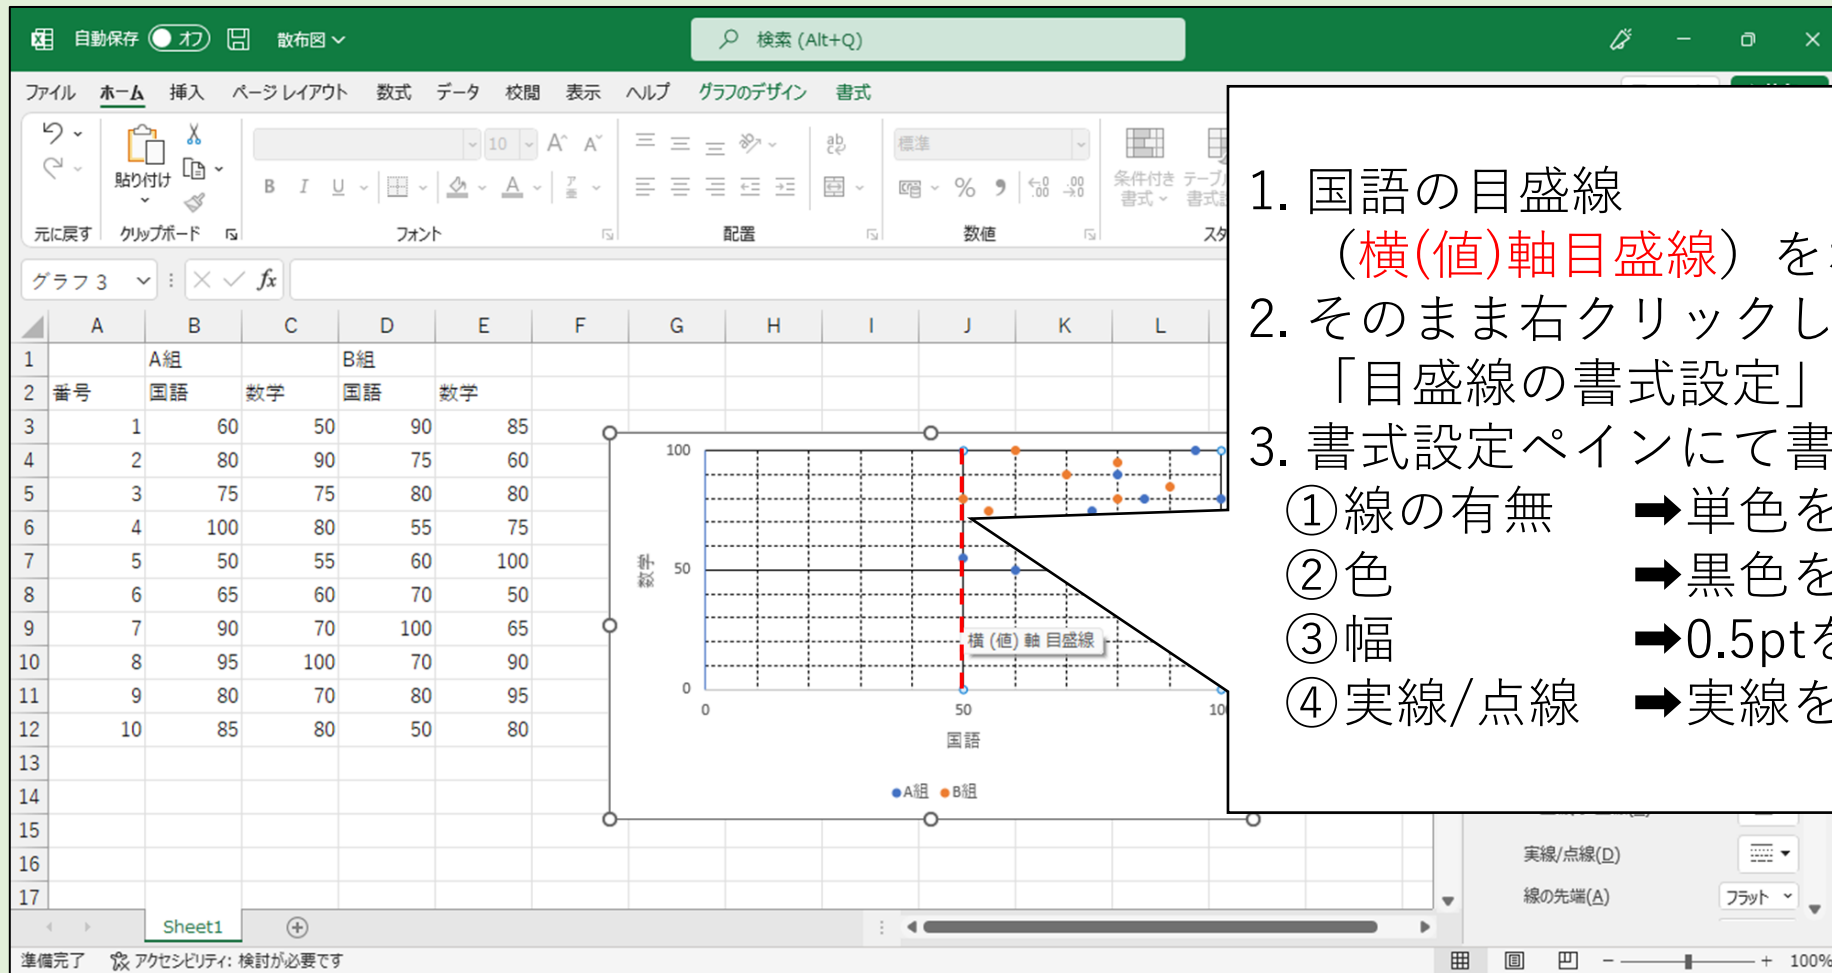 自動保存 オフ 散布図 検索 (Alt+Q)
ファイル ホーム 挿入 ページ レイアウト 数式 データ 校閲 表示 ヘルプ グラフのデザイン 書式
貼り付け 10 標準 条件付き 書式 テーブル 書式
元に戻す クリップボード フォント 配置 数値 スタ
グラフ 3 fx
A B C D E F G H I J K L
1 A組 B組
2 番号 国語 数学 国語 数学
3 1 60 50 90 85
4 2 80 90 75 60
5 3 75 75 80 80
6 4 100 80 55 75
7 5 50 55 60 100
8 6 65 60 70 50
9 7 90 70 100 65
10 8 95 100 70 90
11 9 80 70 80 95
12 10 85 80 50 80
13
14
15
16
17
100
50
0
数学
0 50 10
国語
A組 B組
横 (値) 軸 目盛線
1. 国語の目盛線
（横(値)軸目盛線）を
2. そのまま右クリックし
「目盛線の書式設定」
3. 書式設定ペインにて書
①線の有無 ➡単色を
②色 ➡黒色を
③幅 ➡0.5ptを
④実線/点線 ➡実線を
実線/点線(D)
線の先端(A) フラット
Sheet1
準備完了 アクセシビリティ: 検討が必要です 100%